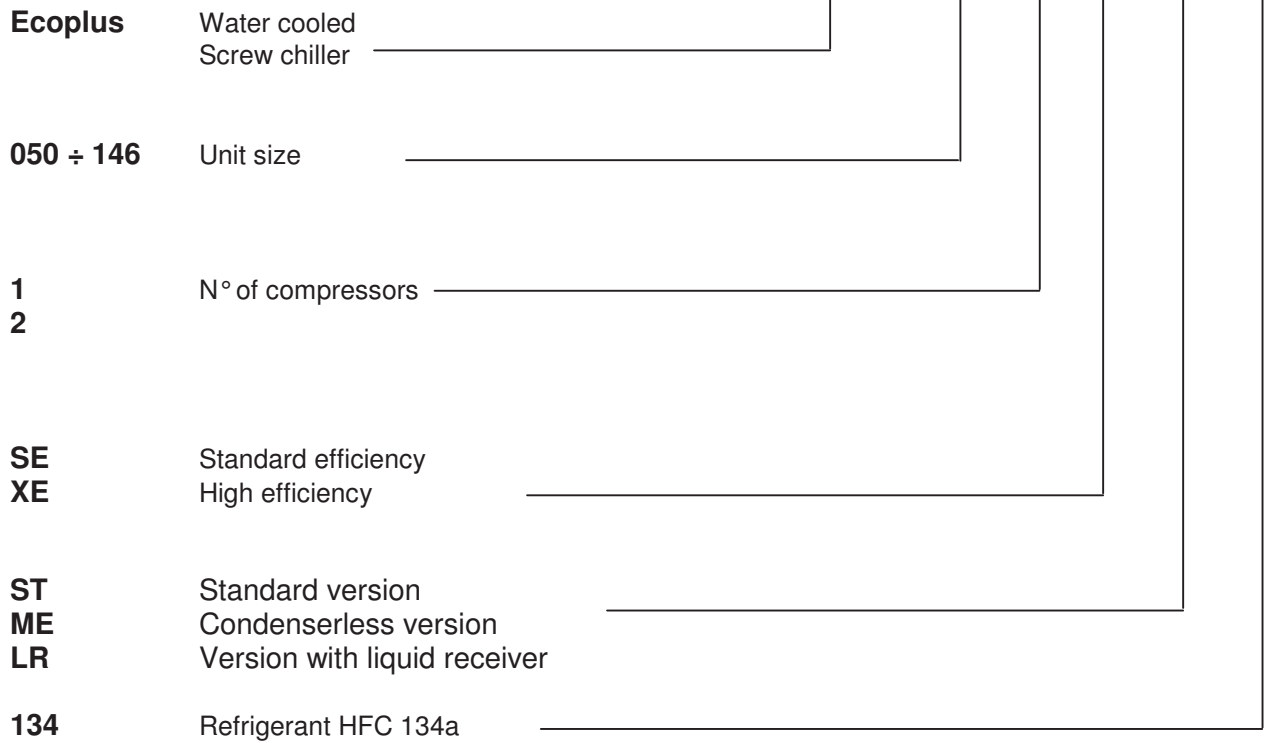 Ecoplus Water cooled
Screw chiller
050 ÷ 146 Unit size
1 N° of compressors
2
SE Standard efficiency
XE High efficiency
ST Standard version
ME Condenserless version
LR Version with liquid receiver
134 Refrigerant HFC 134a